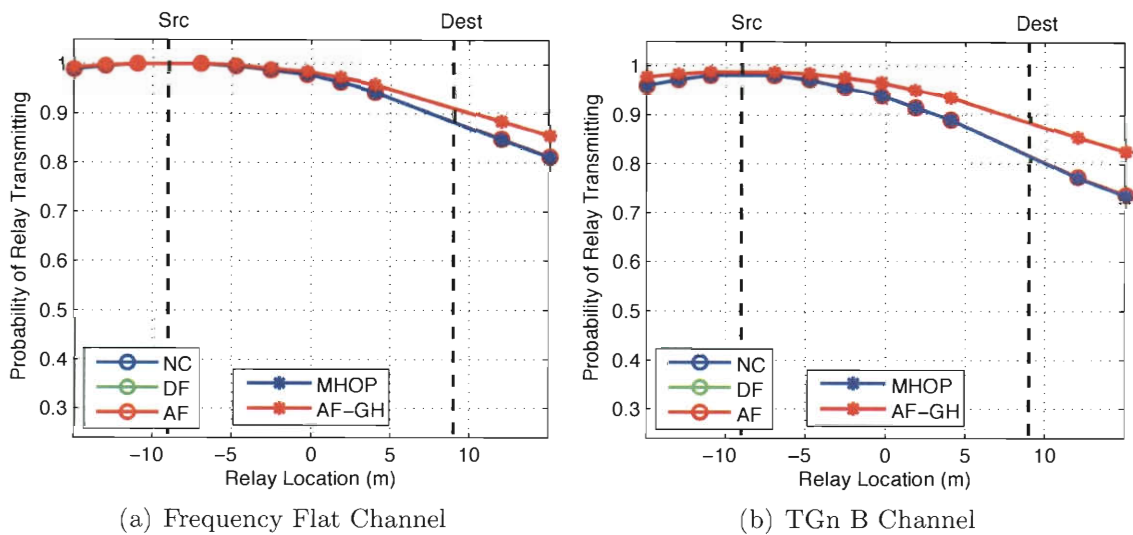 Src
Dest
Probability of Relay Transmitting
1
0.9
0.8
0.7
0.6
0.5
0.4
0.3
NC
DF
AF
MHOP
AF-GH
-10
-5
0
5
10
Relay Location (m)
(a) Frequency Flat Channel
Src
Dest
Probability of Relay Transmitting
1
0.9
0.8
0.7
0.6
0.5
0.4
0.3
NC
DF
AF
MHOP
AF-GH
-10
-5
0
5
10
15
Relay Location (m)
(b) TGn B Channel